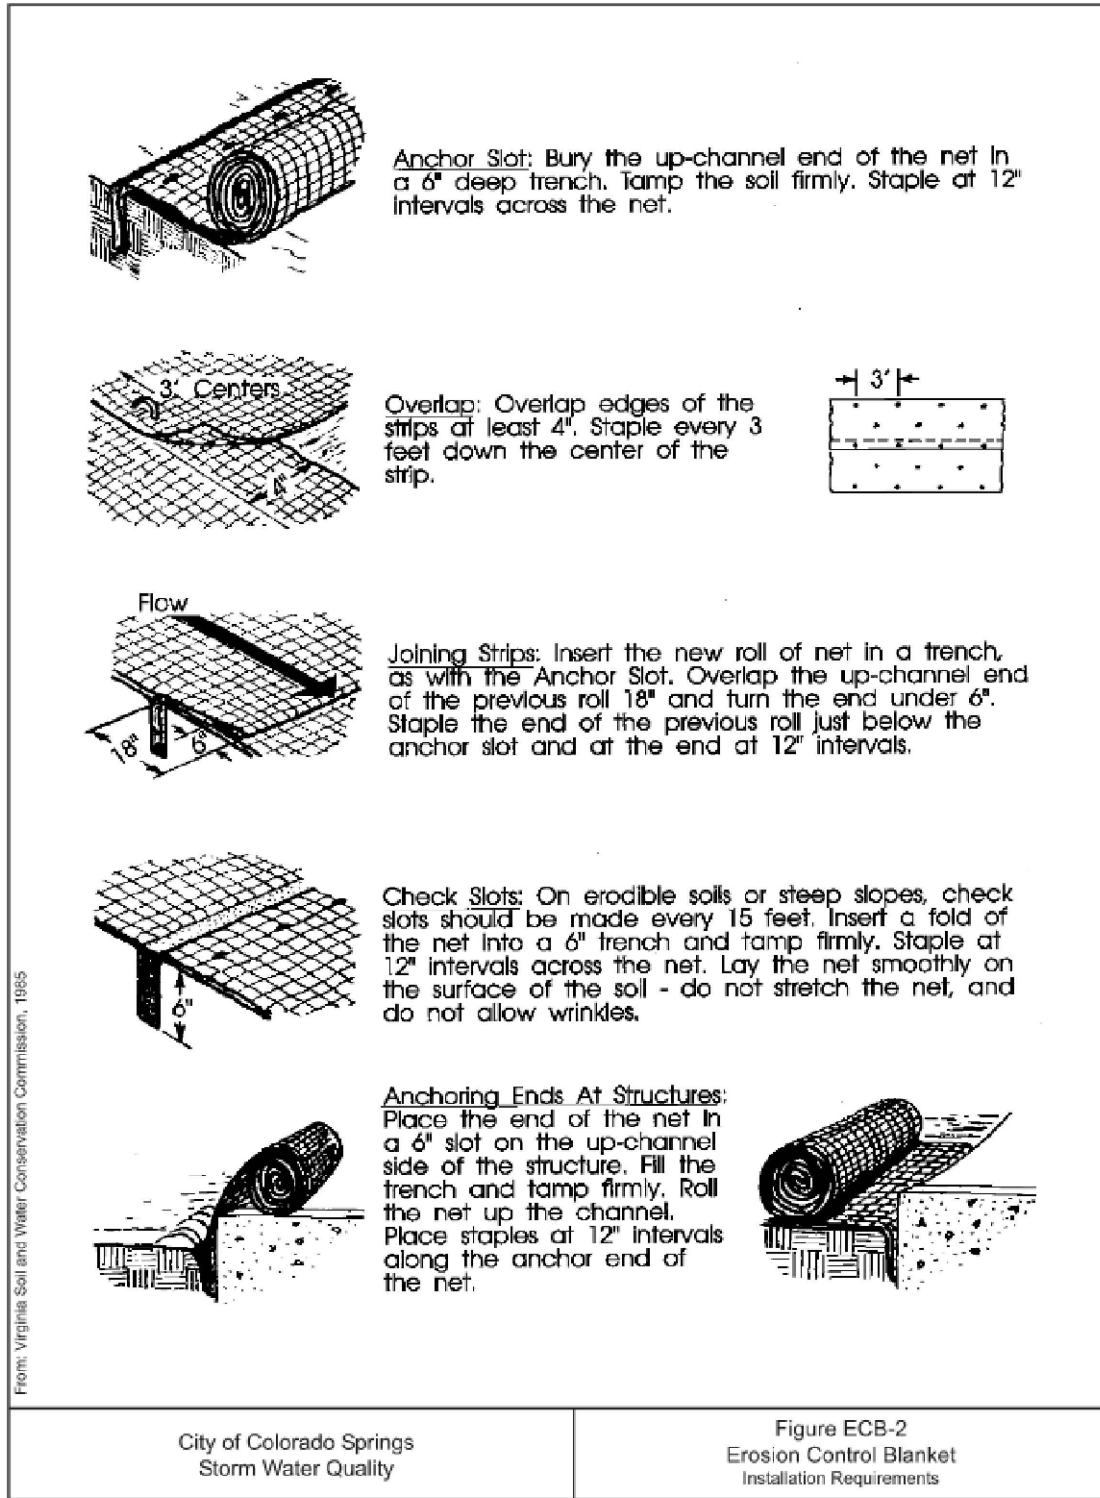 Anchor Slot: Bury the up-channel end of the net in
a 6" deep trench. Tamp the soil firmly. Staple at 12"
intervals across the net.
3' Centers
4"
Overlap: Overlap edges of the
strips at least 4". Staple every 3
feet down the center of the
strip.
3'
Flow
18"
6"
Joining Strips: Insert the new roll of net in a trench,
as with the Anchor Slot. Overlap the up-channel end
of the previous roll 18" and turn the end under 6".
Staple the end of the previous roll just below the
anchor slot and at the end at 12" intervals.
6"
Check Slots: On erodible soils or steep slopes, check
slots should be made every 15 feet. Insert a fold of
the net into a 6" trench and tamp firmly. Staple at
12" intervals across the net. Lay the net smoothly on
the surface of the soil - do not stretch the net, and
do not allow wrinkles.
Anchoring Ends At Structures:
Place the end of the net in
a 6" slot on the up-channel
side of the structure. Fill the
trench and tamp firmly. Roll
the net up the channel.
Place staples at 12" intervals
along the anchor end of
the net.
From: Virginia Soil and Water Conservation Commission, 1985
City of Colorado Springs
Storm Water Quality
Figure ECB-2
Erosion Control Blanket
Installation Requirements